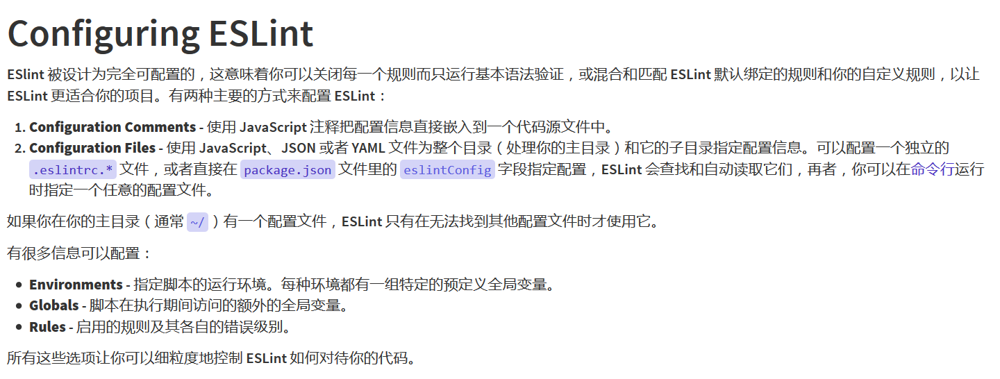 Configuring ESLint
ESlint 被设计为完全可配置的，这意味着你可以关闭每一个规则而只运行基本语法验证，或混合和匹配 ESLint 默认绑定的规则和你的自定义规则，以让
ESLint 更适合你的项目。有两种主要的方式来配置 ESLint：
1. Configuration Comments - 使用 JavaScript 注释把配置信息直接嵌入到一个代码源文件中。
2. Configuration Files - 使用 JavaScript、JSON 或者 YAML 文件为整个目录（处理你的主目录）和它的子目录指定配置信息。可以配置一个独立的
.eslintrc.* 文件，或者直接在 package.json 文件里的 eslintConfig 字段指定配置，ESLint 会查找和自动读取它们，再者，你可以在命令行运行
时指定一个任意的配置文件。
如果你在你的主目录（通常 ~/ ）有一个配置文件，ESLint 只有在无法找到其他配置文件时才使用它。
有很多信息可以配置：
• Environments - 指定脚本的运行环境。每种环境都有一组特定的预定义全局变量。
• Globals - 脚本在执行期间访问的额外的全局变量。
• Rules - 启用的规则及其各自的错误级别。
所有这些选项让你可以细粒度地控制 ESLint 如何对待你的代码。